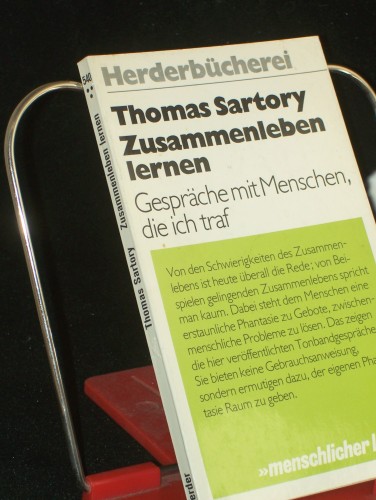 Herderbücherei
Thomas Sartory
Zusammenleben
lernen
Gespräche mit Menschen,
die ich traf
Von den Schwierigkeiten des Zusammen-
lebens ist heute überall die Rede; von Bei-
spielen gelingenden Zusammenlebens spricht
man kaum. Dabei steht dem Menschen eine
erstaunliche Phantasie zu Gebote, zwischen-
menschliche Probleme zu lösen. Das zeigen
die hier veröffentlichten Tonbandgespräche.
Sie bieten keine Gebrauchsanweisung,
sondern ermutigen dazu, der eigenen Pha
tasie Raum zu geben.
»menschlicher l
540
Thomas Sartory Zusammenleben lernen
erder